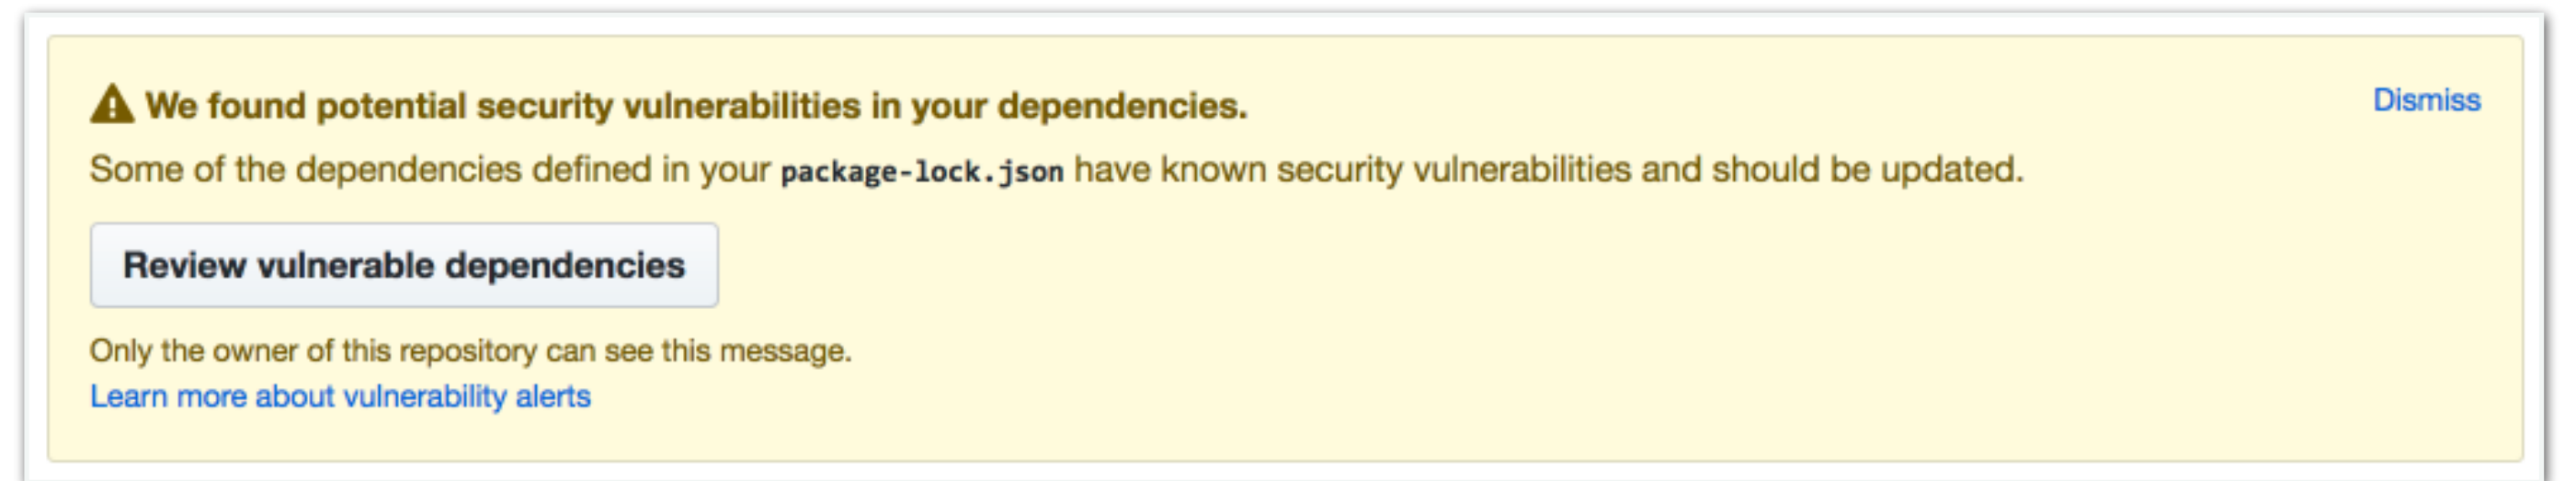 We found potential security vulnerabilities in your dependencies.
Dismiss
Some of the dependencies defined in your package-lock.json have known security vulnerabilities and should be updated.
Review vulnerable dependencies
Only the owner of this repository can see this message.
Learn more about vulnerability alerts